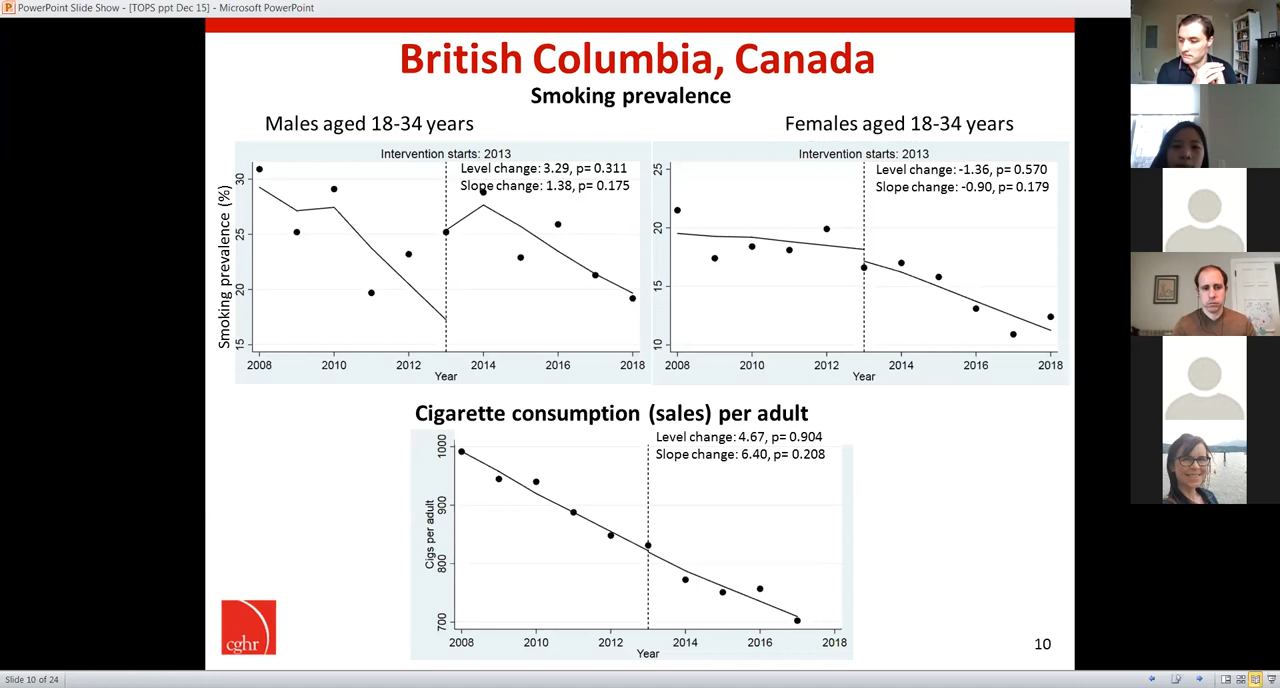 PowerPoint Slide Show - [TOPS ppt Dec 15] - Microsoft PowerPoint
British Columbia, Canada
Smoking prevalence
Males aged 18-34 years
Females aged 18-34 years
Intervention starts: 2013
Level change: 3.29, p= 0.311
Slope change: 1.38, p= 0.175
Smoking prevalence (%)
30
25
20
15
2008 2010 2012 2014 2016 2018
Year
Intervention starts: 2013
Level change: -1.36, p= 0.570
Slope change: -0.90, p= 0.179
25
20
15
10
2008 2010 2012 2014 2016 2018
Year
Cigarette consumption (sales) per adult
Level change: 4.67, p= 0.904
Slope change: 6.40, p= 0.208
Cigs per adult
1000
900
800
700
2008 2010 2012 2014 2016 2018
Year
cghr
10
Slide 10 of 24